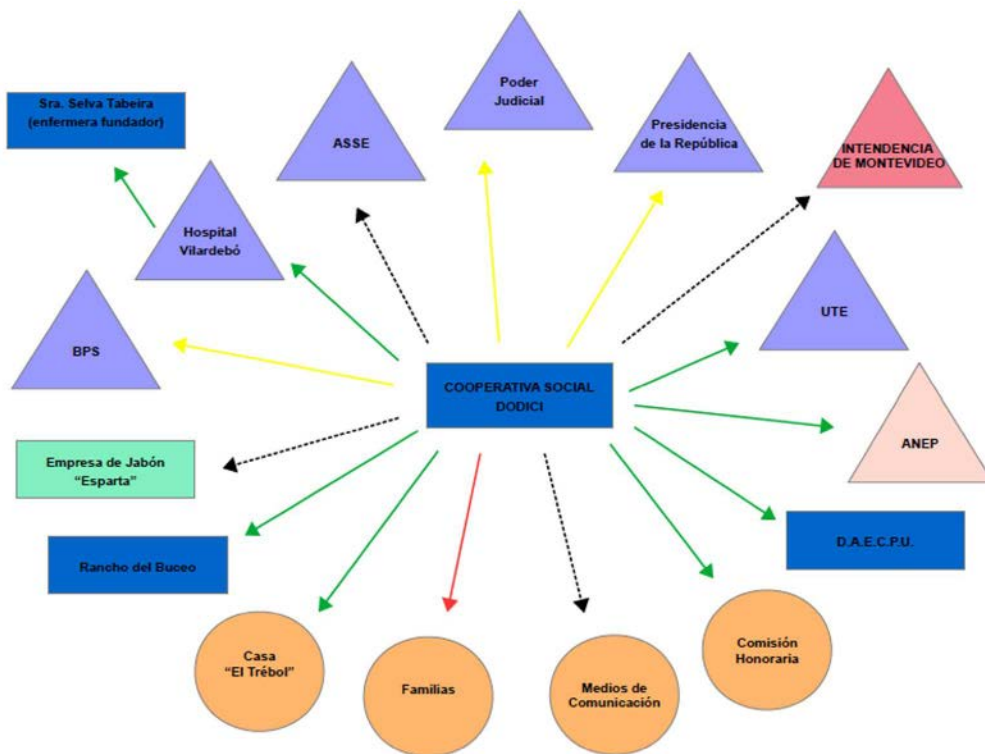 Poder
Judicial
Sra. Selva Tabeira
(enfermera fundador)
ASSE
Presidencia
de la República
INTENDENCIA
DE MONTEVIDEO
Hospital
Vilardebó
UTE
BPS
COOPERATIVA SOCIAL
DODICI
ANEP
Empresa de Jabón
“Esparta”
D.A.E.C.P.U.
Rancho del Buceo
Casa
“El Trébol”
Familias
Medios de
Comunicación
Comisión
Honoraria